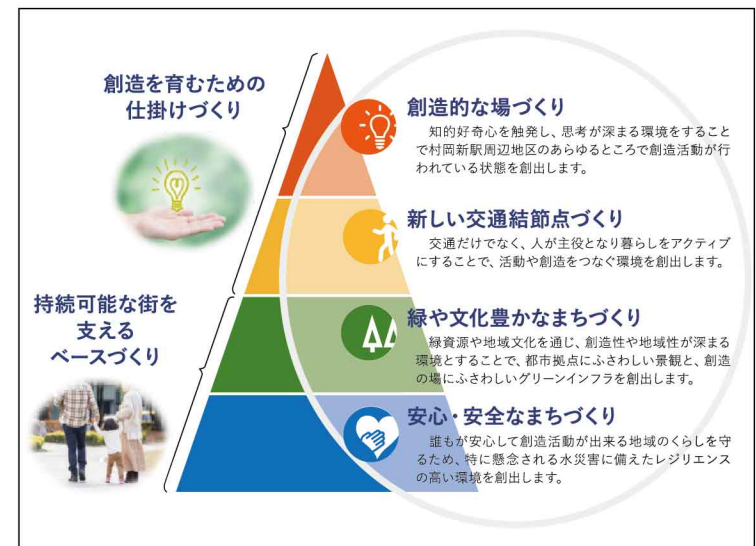 創造を育むための
仕掛けづくり
創造的な場づくり
知的好奇心を触発し、思考が深まる環境をすること
で村岡新駅周辺地区のあらゆるところで創造活動が行
われている状態を創出します。
新しい交通結節点づくり
交通だけでなく、人が主役となり暮らしをアクティブ
にすることで、活動や創造をつなぐ環境を創出します。
持続可能な街を
支える
ベースづくり
緑や文化豊かなまちづくり
緑資源や地域文化を通じ、創造性や地域性が深まる
環境とすることで、都市拠点にふさわしい景観と、創造
の場にふさわしいグリーンインフラを創出します。
安心・安全なまちづくり
誰もが安心して創造活動が出来る地域のくらしを守
るため、特に懸念される水災害に備えたレジリエンス
の高い環境を創出します。